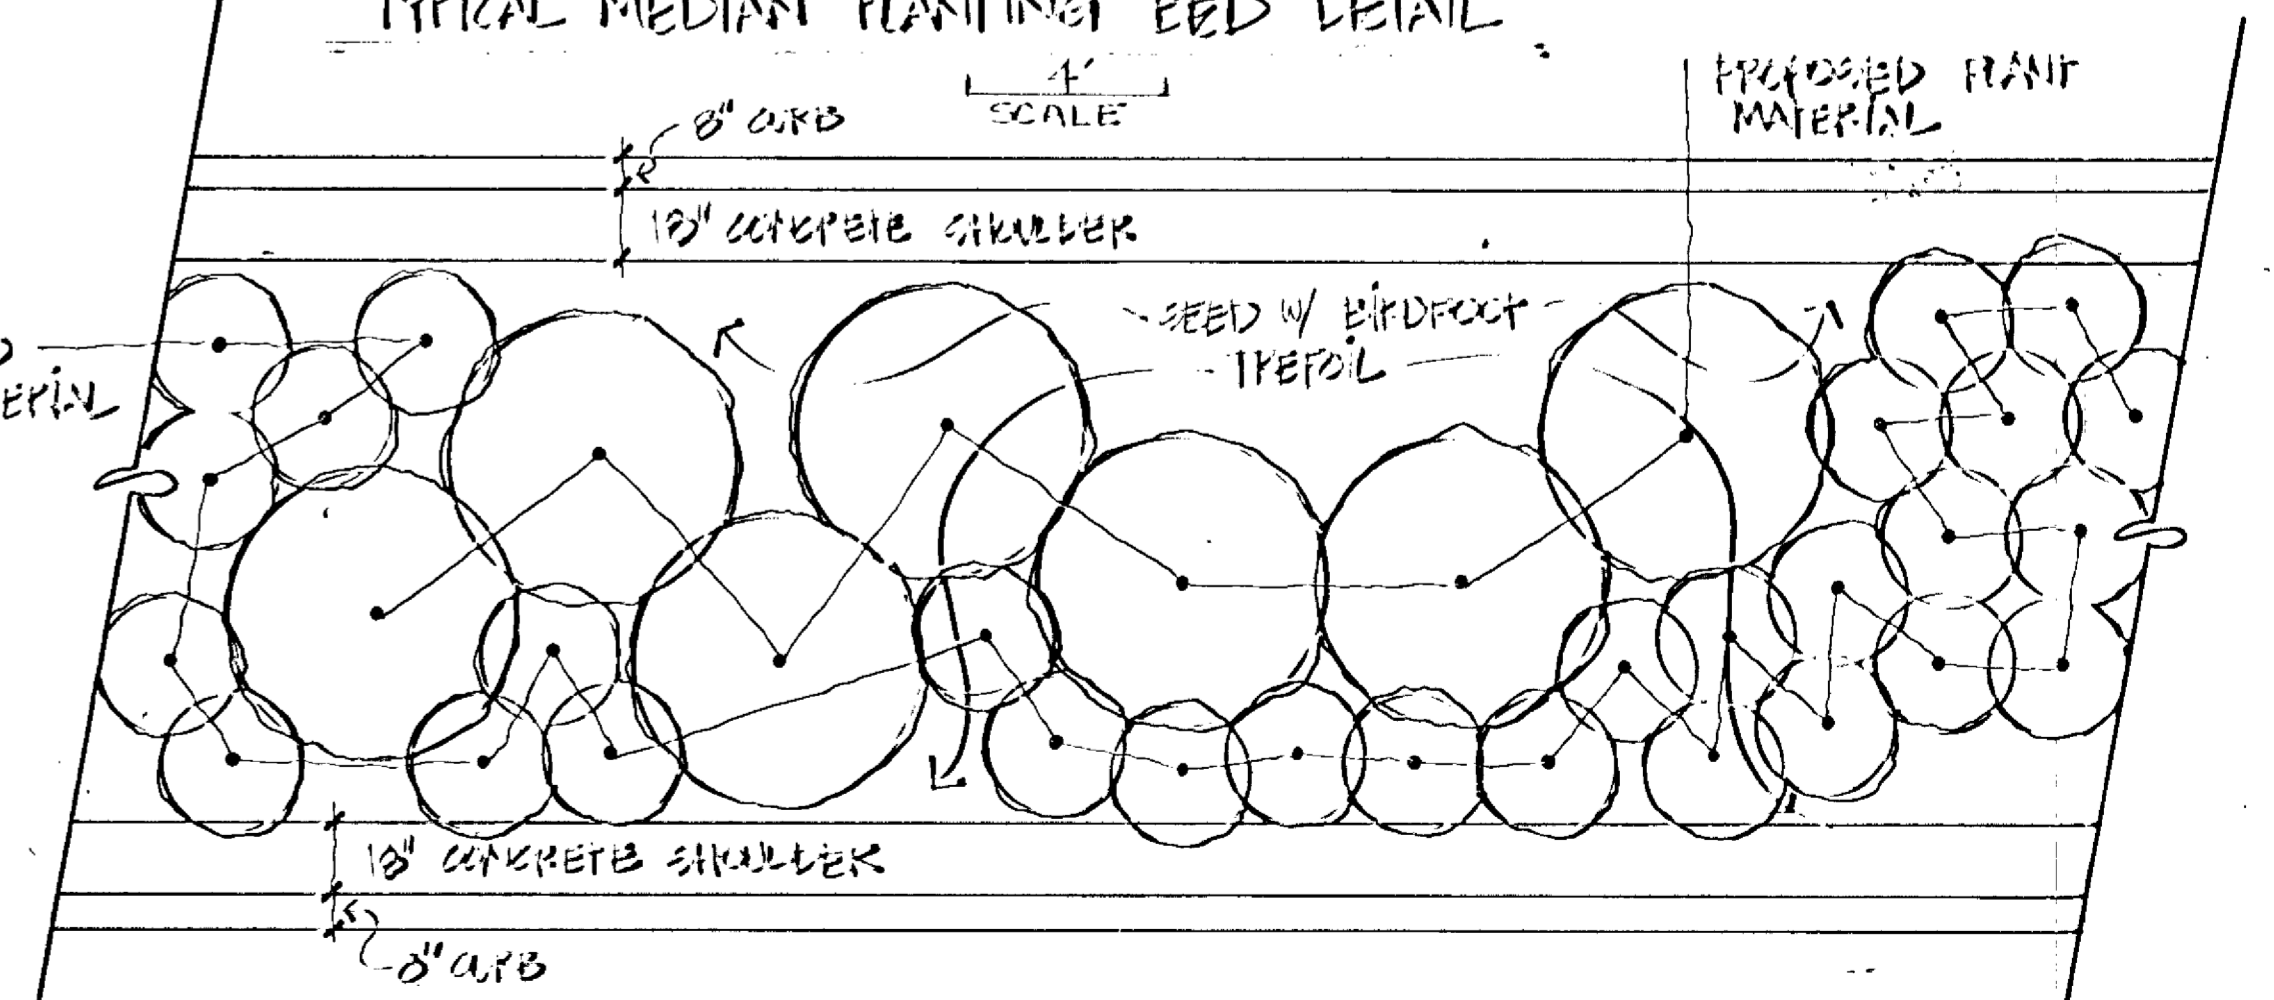 TYPICAL MEDIAN PLANTING BED DETAIL
4'
SCALE
8" CURB
PROPOSED PLANT
MATERIAL
18" CONCRETE SHOULDER
SEED W/ BIRDFOOT
TREFOIL
18" CONCRETE SHOULDER
8" CURB